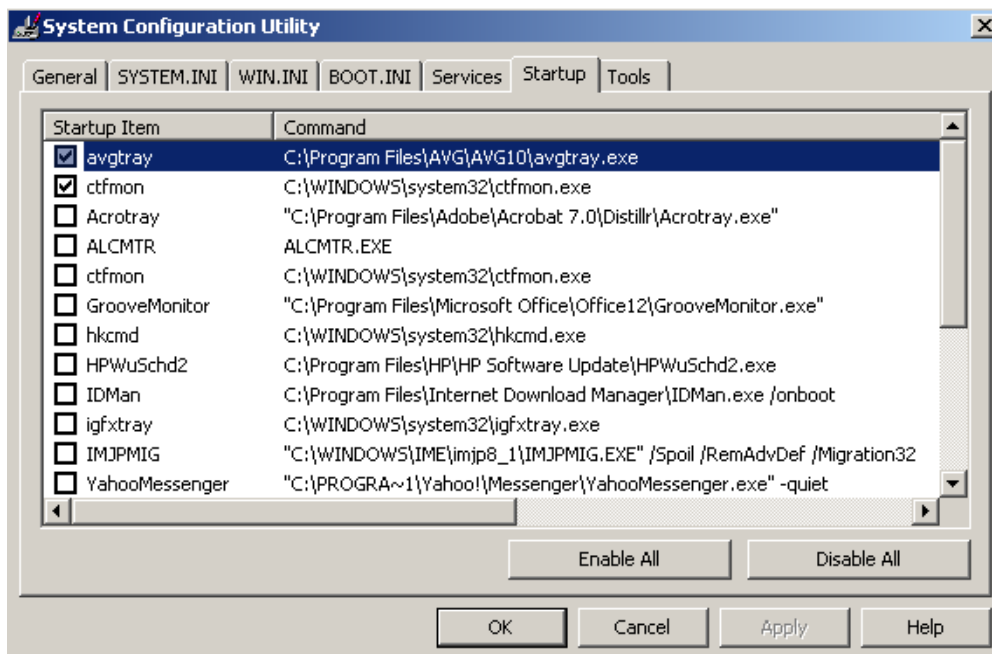 System Configuration Utility
General SYSTEM.INI WIN.INI BOOT.INI Services Startup Tools
Startup Item Command
avgtray C:\Program Files\AVG\AVG10\avgtray.exe
ctfmon C:\WINDOWS\system32\ctfmon.exe
Acrotray "C:\Program Files\Adobe\Acrobat 7.0\Distillr\Acrotray.exe"
ALCMTR ALCMTR.EXE
ctfmon C:\WINDOWS\system32\ctfmon.exe
GrooveMonitor "C:\Program Files\Microsoft Office\Office12\GrooveMonitor.exe"
hkcmd C:\WINDOWS\system32\hkcmd.exe
HPWuSchd2 C:\Program Files\HP\HP Software Update\HPWuSchd2.exe
IDMan C:\Program Files\Internet Download Manager\IDMan.exe /onboot
igfxtray C:\WINDOWS\system32\igfxtray.exe
IMJPMIG "C:\WINDOWS\IME\imjp8_1\IMJPMIG.EXE" /Spoil /RemAdvDef /Migration32
YahooMessenger "C:\PROGRA~1\Yahoo!\Messenger\YahooMessenger.exe" -quiet
Enable All Disable All
OK Cancel Apply Help